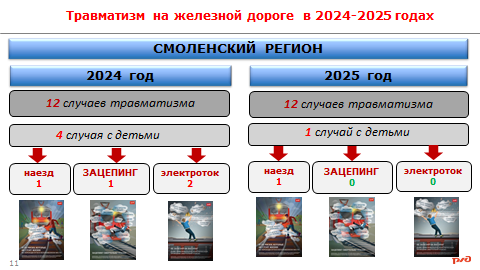 Травматизм на железной дороге в 2024-2025 годах
СМОЛЕНСКИЙ РЕГИОН
2024 год
12 случаев травматизма
4 случая с детьми
наезд
1
ЗАЦЕПИНГ
1
электроток
2
2025 год
12 случаев травматизма
1 случай с детьми
наезд
1
ЗАЦЕПИНГ
0
электроток
0
11
РЖД